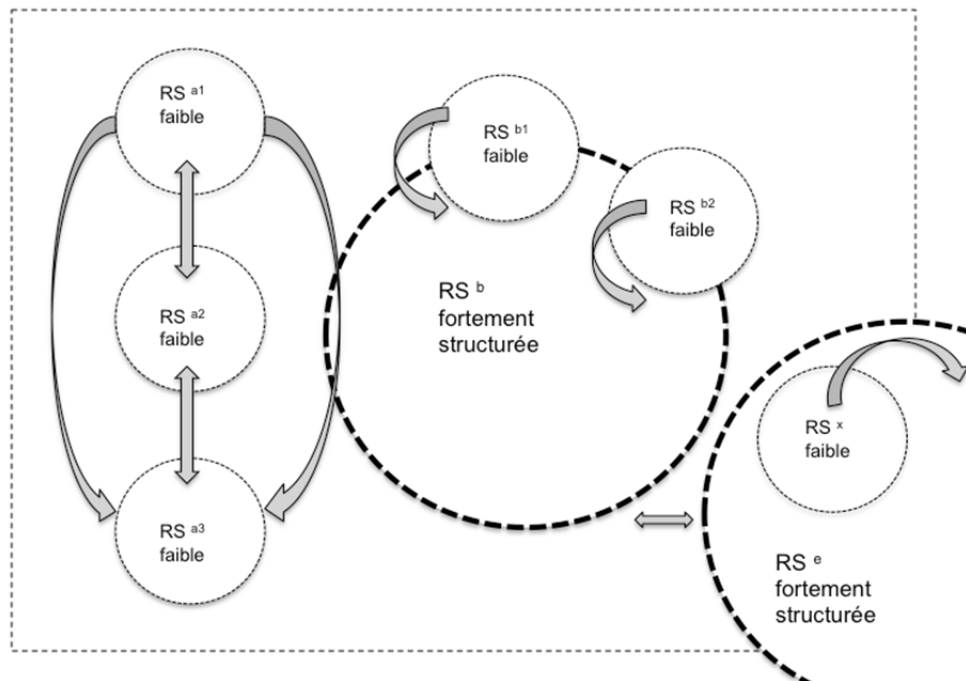 RS a1
faible
RS a2
faible
RS a3
faible
RS b1
faible
RS b2
faible
RS b
fortement
structurée
RS x
faible
RS e
fortement
structurée